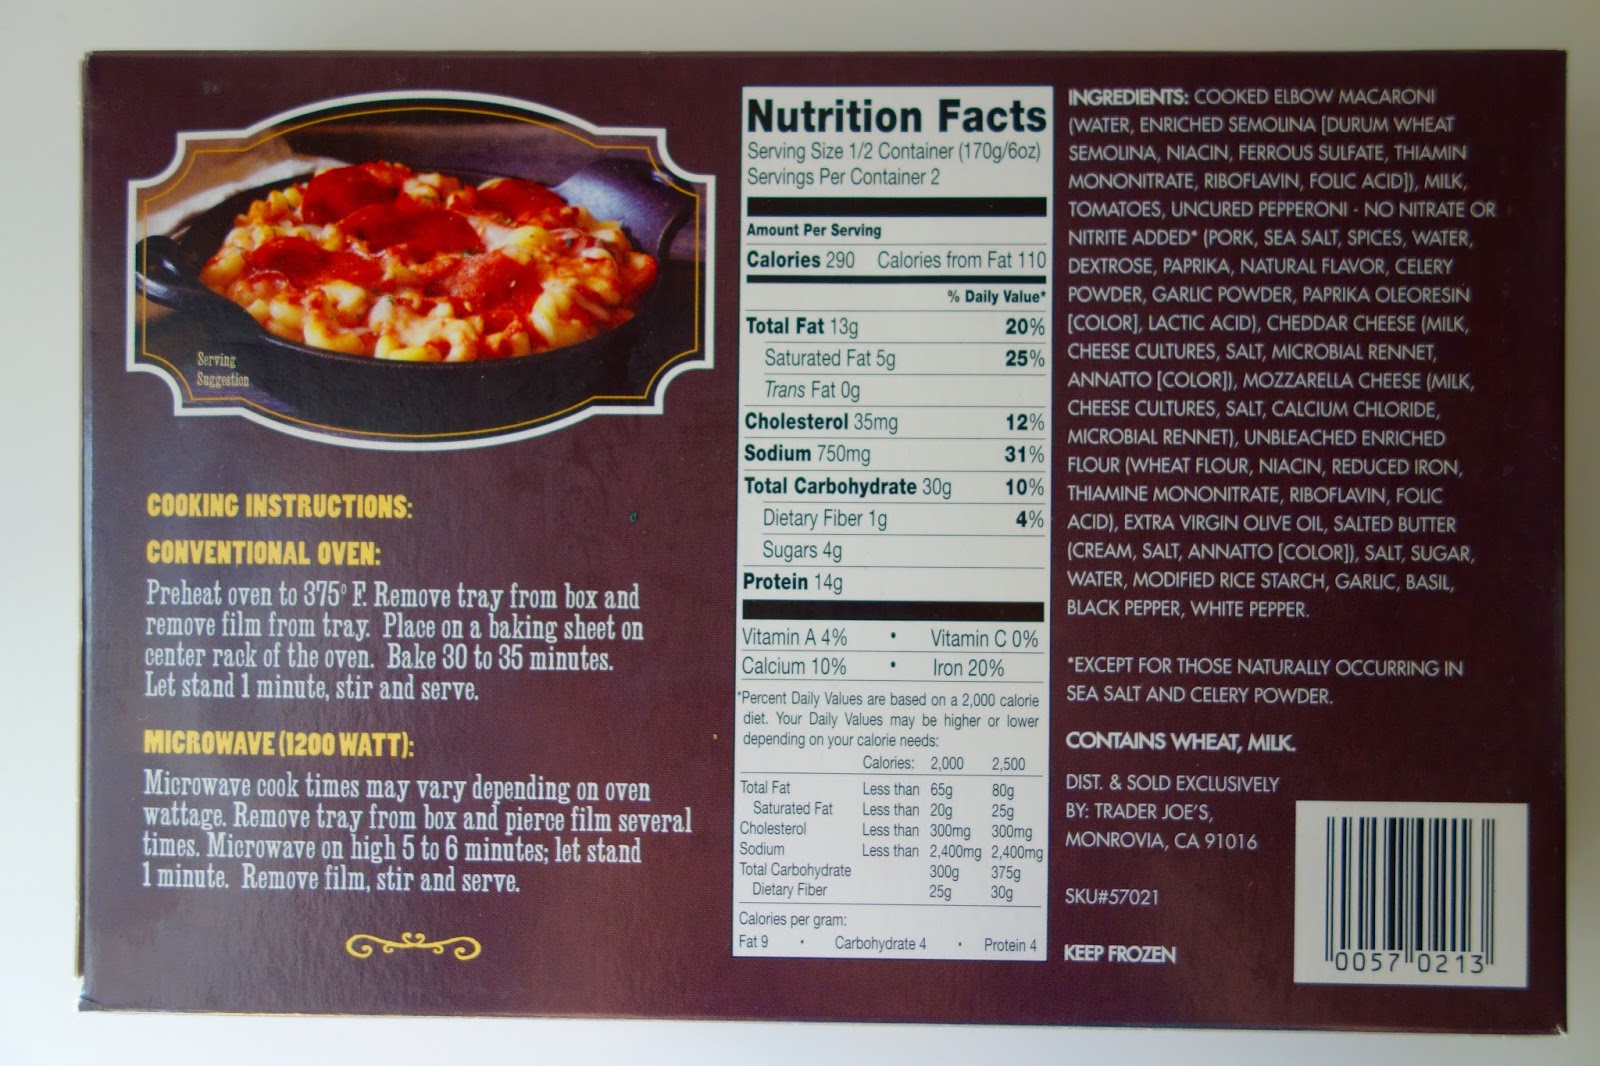 Serving
Suggestion
COOKING INSTRUCTIONS:
CONVENTIONAL OVEN:
Preheat oven to 375° F. Remove tray from box and
remove film from tray. Place on a baking sheet on
center rack of the oven. Bake 30 to 35 minutes.
Let stand 1 minute, stir and serve.
MICROWAVE (1200 WATT):
Microwave cook times may vary depending on oven
wattage. Remove tray from box and pierce film several
times. Microwave on high 5 to 6 minutes; let stand
1 minute. Remove film, stir and serve.
Nutrition Facts
Serving Size 1/2 Container (170g/6oz)
Servings Per Container 2
Amount Per Serving
Calories 290 Calories from Fat 110
% Daily Value*
Total Fat 13g 20%
Saturated Fat 5g 25%
Trans Fat 0g
Cholesterol 35mg 12%
Sodium 750mg 31%
Total Carbohydrate 30g 10%
Dietary Fiber 1g 4%
Sugars 4g
Protein 14g
Vitamin A 4% • Vitamin C 0%
Calcium 10% • Iron 20%
*Percent Daily Values are based on a 2,000 calorie
diet. Your Daily Values may be higher or lower
depending on your calorie needs:
Calories: 2,000 2,500
Total Fat Less than 65g 80g
Saturated Fat Less than 20g 25g
Cholesterol Less than 300mg 300mg
Sodium Less than 2,400mg 2,400mg
Total Carbohydrate 300g 375g
Dietary Fiber 25g 30g
Calories per gram:
Fat 9 • Carbohydrate 4 • Protein 4
INGREDIENTS: COOKED ELBOW MACARONI
(WATER, ENRICHED SEMOLINA [DURUM WHEAT
SEMOLINA, NIACIN, FERROUS SULFATE, THIAMIN
MONONITRATE, RIBOFLAVIN, FOLIC ACID]), MILK,
TOMATOES, UNCURED PEPPERONI - NO NITRATE OR
NITRITE ADDED* (PORK, SEA SALT, SPICES, WATER,
DEXTROSE, PAPRIKA, NATURAL FLAVOR, CELERY
POWDER, GARLIC POWDER, PAPRIKA OLEORESIN
[COLOR], LACTIC ACID), CHEDDAR CHEESE (MILK,
CHEESE CULTURES, SALT, MICROBIAL RENNET,
ANNATTO [COLOR]), MOZZARELLA CHEESE (MILK,
CHEESE CULTURES, SALT, CALCIUM CHLORIDE,
MICROBIAL RENNET), UNBLEACHED ENRICHED
FLOUR (WHEAT FLOUR, NIACIN, REDUCED IRON,
THIAMINE MONONITRATE, RIBOFLAVIN, FOLIC
ACID), EXTRA VIRGIN OLIVE OIL, SALTED BUTTER
(CREAM, SALT, ANNATTO [COLOR]), SALT, SUGAR,
WATER, MODIFIED RICE STARCH, GARLIC, BASIL,
BLACK PEPPER, WHITE PEPPER.
*EXCEPT FOR THOSE NATURALLY OCCURRING IN
SEA SALT AND CELERY POWDER.
CONTAINS WHEAT, MILK.
DIST. & SOLD EXCLUSIVELY
BY: TRADER JOE'S,
MONROVIA, CA 91016
SKU#57021
KEEP FROZEN
0057 0213